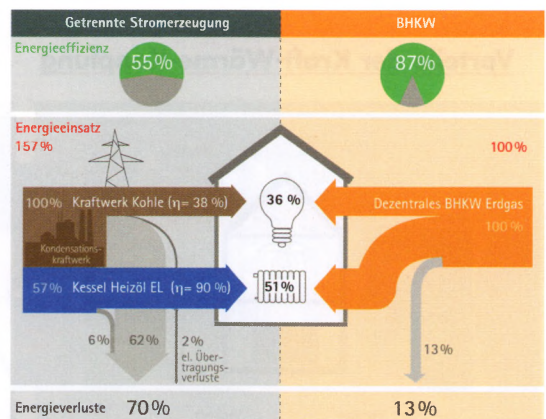 Getrennte Stromerzeugung
BHKW
Energieeffizienz
55%
87%
Energieeinsatz
157%
100%
100%
Kraftwerk Kohle (η= 38 %)
36 %
Dezentrales BHKW Erdgas
100 %
Kondensations-
kraftwerk
57%
Kessel Heizöl EL (η= 90 %)
51%
6%
62%
2%
el. Über-
tragungs-
verluste
13%
Energieverluste
70%
13%